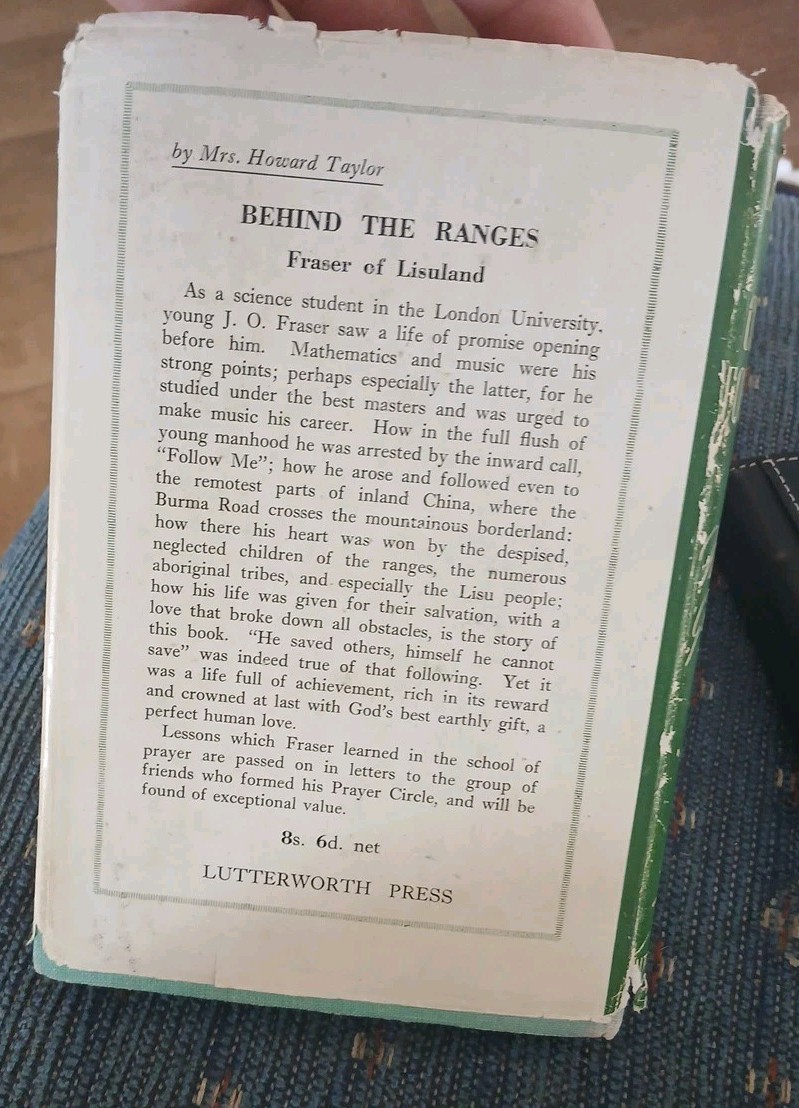 by Mrs. Howard Taylor
BEHIND THE RANGES
Fraser of Lisuland
As a science student in the London University.
young J. O. Fraser saw a life of promise opening
before him. Mathematics and music were his
strong points; perhaps especially the latter, for he
studied under the best masters and was urged to
make music his career. How in the full flush of
young manhood he was arrested by the inward call,
“Follow Me”; how he arose and followed even to
the remotest parts of inland China, where the
Burma Road crosses the mountainous borderland:
how there his heart was won by the despised,
neglected children of the ranges, the numerous
aboriginal tribes, and especially the Lisu people;
how his life was given for their salvation, with a
love that broke down all obstacles, is the story of
this book. “He saved others, himself he cannot
save” was indeed true of that following. Yet it
was a life full of achievement, rich in its reward
and crowned at last with God’s best earthly gift, a
perfect human love.
Lessons which Fraser learned in the school of
prayer are passed on in letters to the group of
friends who formed his Prayer Circle, and will be
found of exceptional value.
8s. 6d. net
LUTTERWORTH PRESS